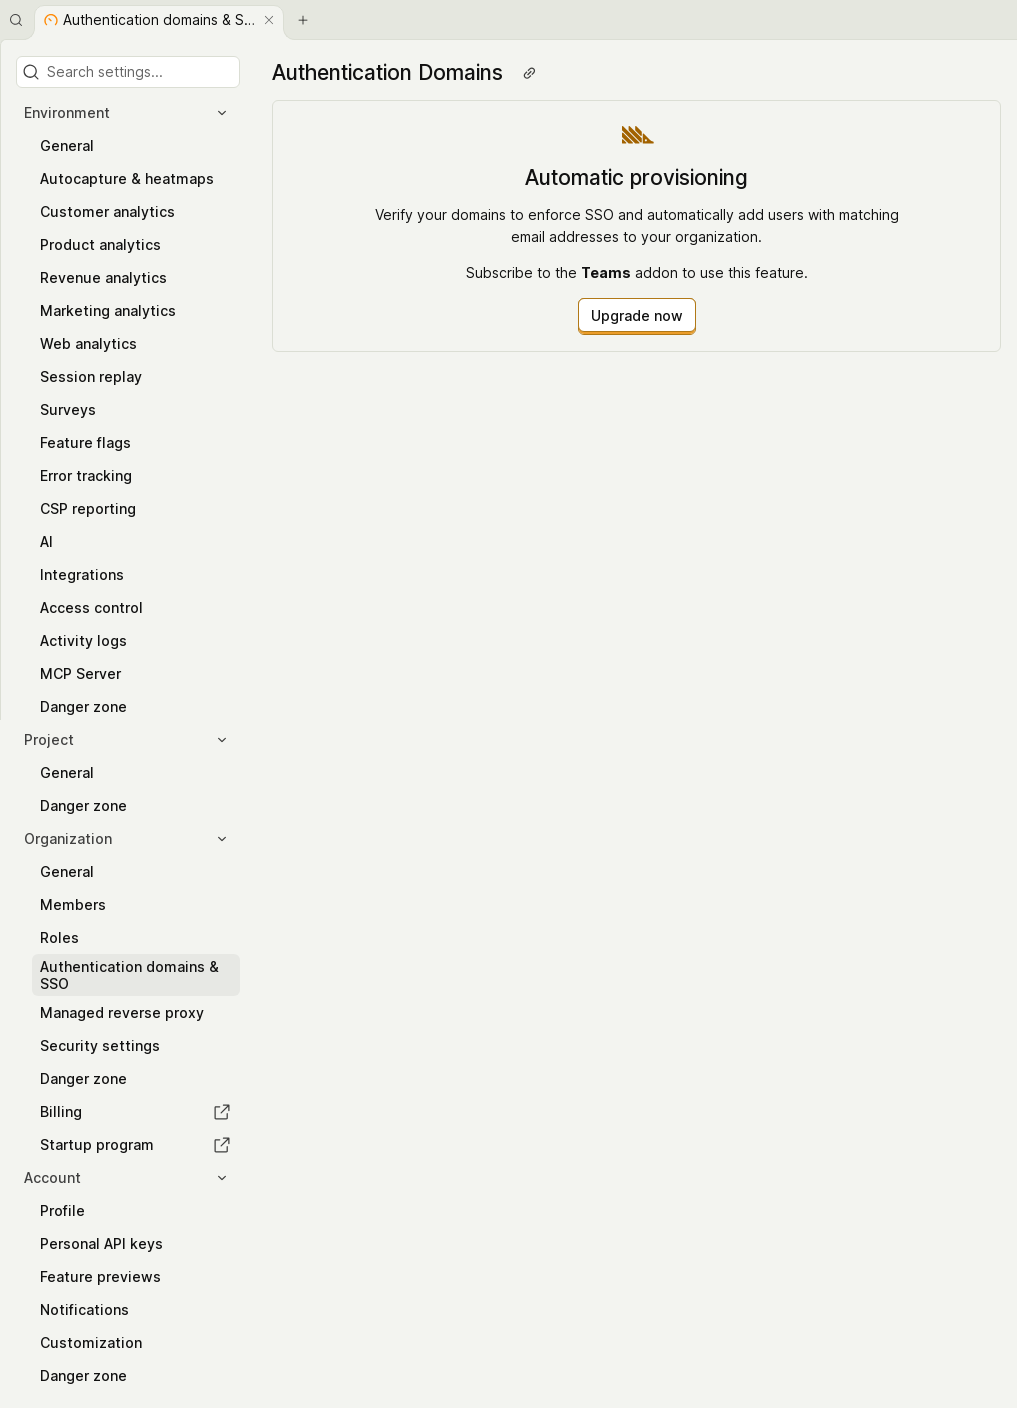 Authentication domains & S...
Search settings...
Environment
General
Autocapture & heatmaps
Customer analytics
Product analytics
Revenue analytics
Marketing analytics
Web analytics
Session replay
Surveys
Feature flags
Error tracking
CSP reporting
AI
Integrations
Access control
Activity logs
MCP Server
Danger zone
Project
General
Danger zone
Organization
General
Members
Roles
Authentication domains &
SSO
Managed reverse proxy
Security settings
Danger zone
Billing
Startup program
Account
Profile
Personal API keys
Feature previews
Notifications
Customization
Danger zone
Authentication Domains
Automatic provisioning
Verify your domains to enforce SSO and automatically add users with matching
email addresses to your organization.
Subscribe to the Teams addon to use this feature.
Upgrade now